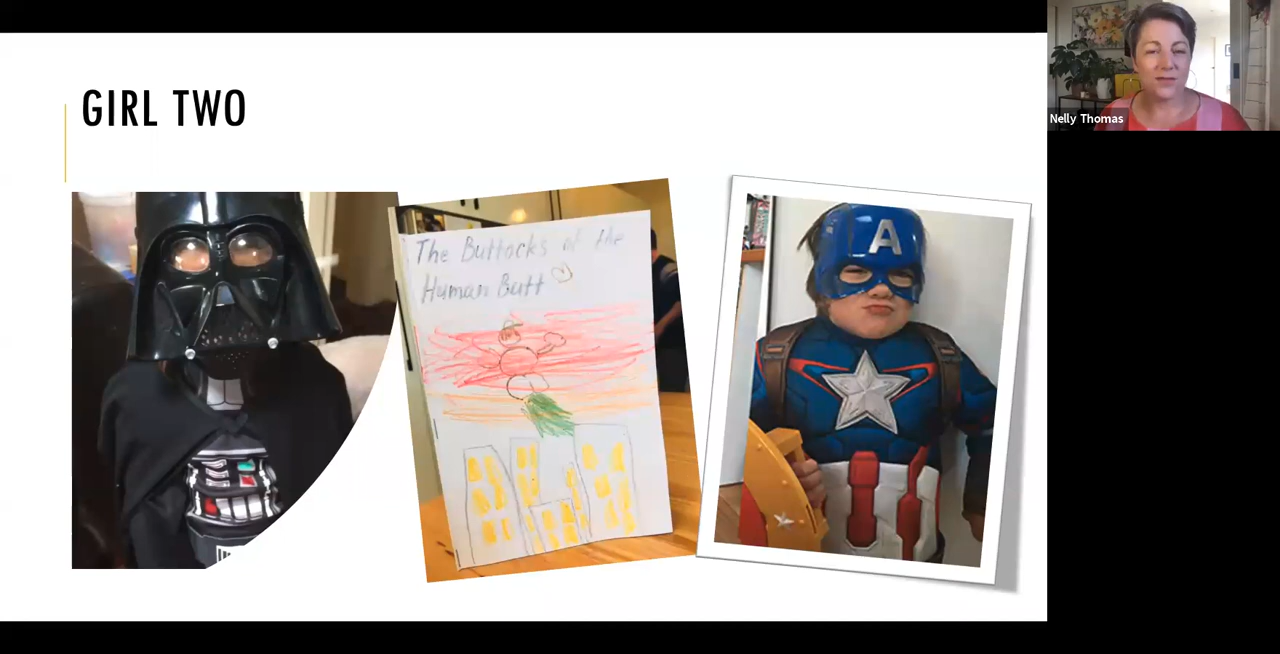 GIRL TWO
Nelly Thomas
The Buttocks of the
Human Butt
A